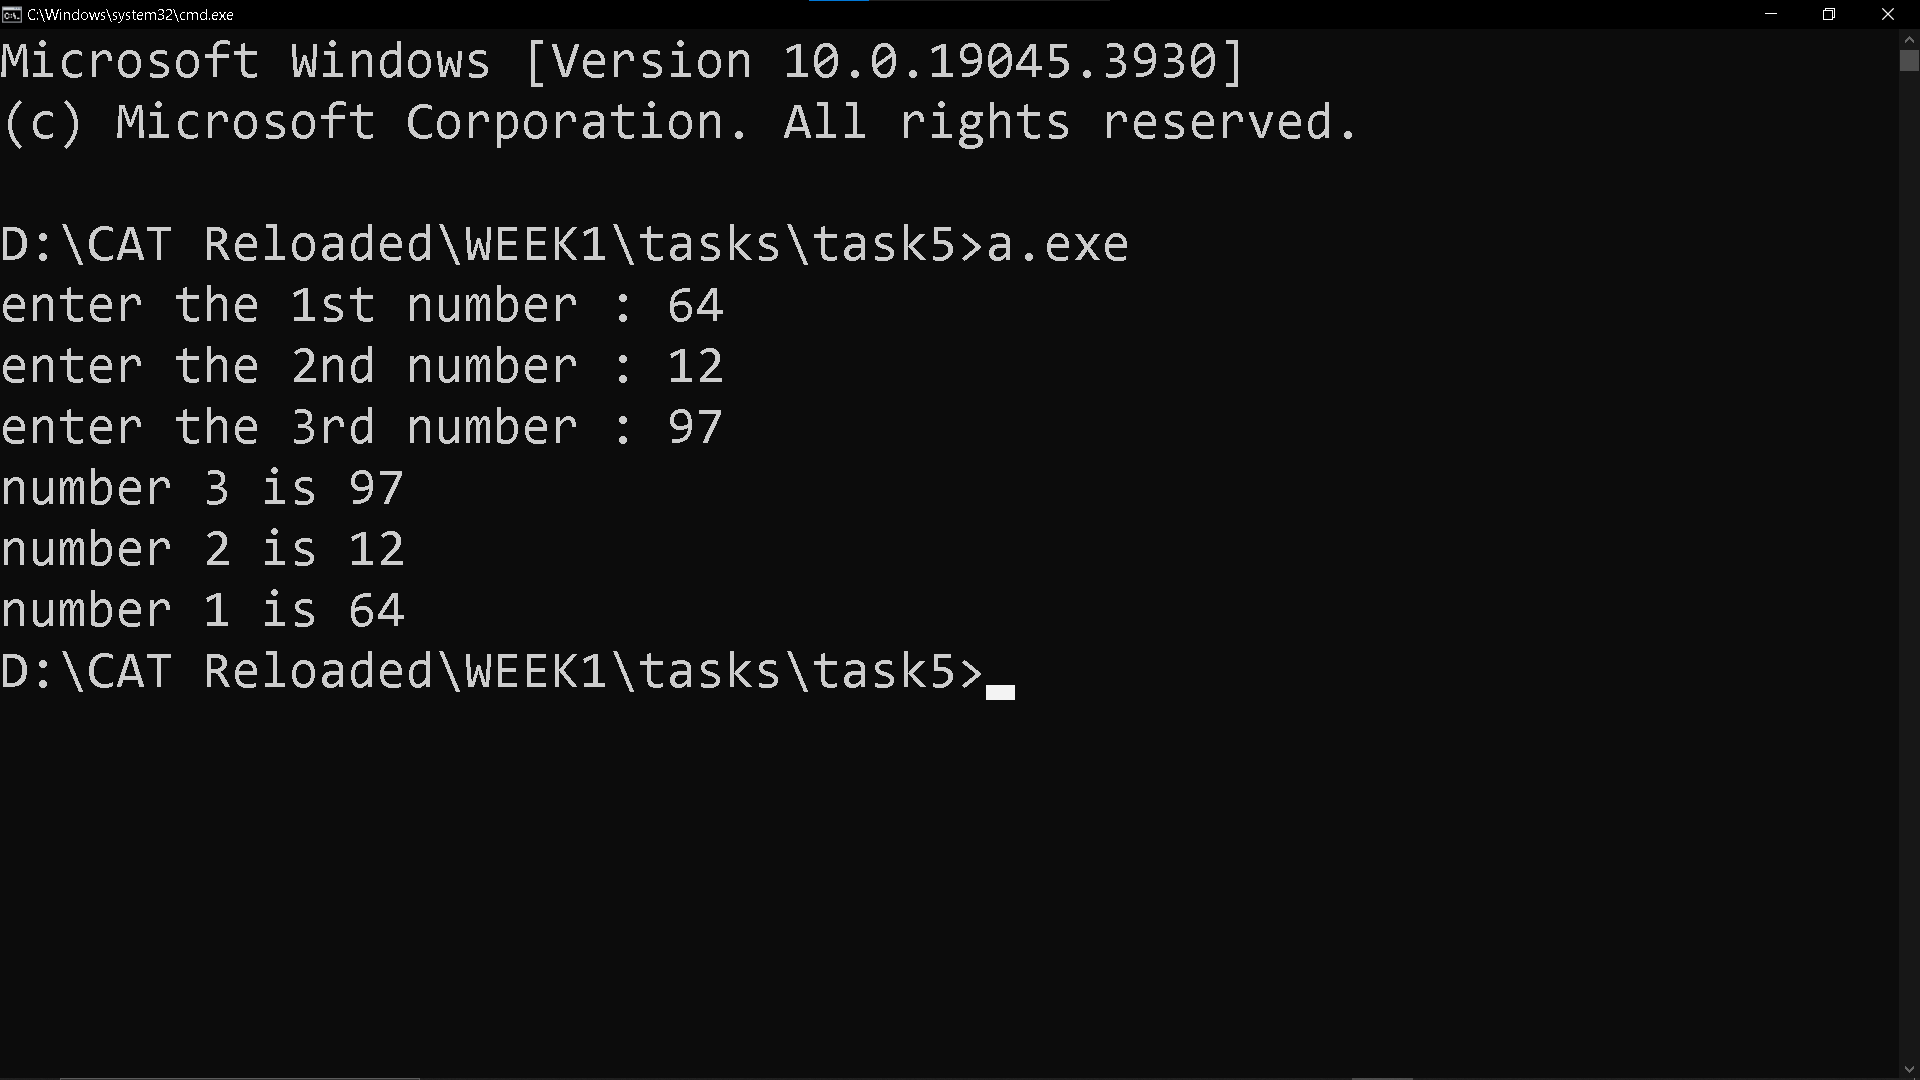 C:\Windows\system32\cmd.exe
Microsoft Windows [Version 10.0.19045.3930]
(c) Microsoft Corporation. All rights reserved.
D:\CAT Reloaded\WEEK1\tasks\task5>a.exe
enter the 1st number : 64
enter the 2nd number : 12
enter the 3rd number : 97
number 3 is 97
number 2 is 12
number 1 is 64
D:\CAT Reloaded\WEEK1\tasks\task5>